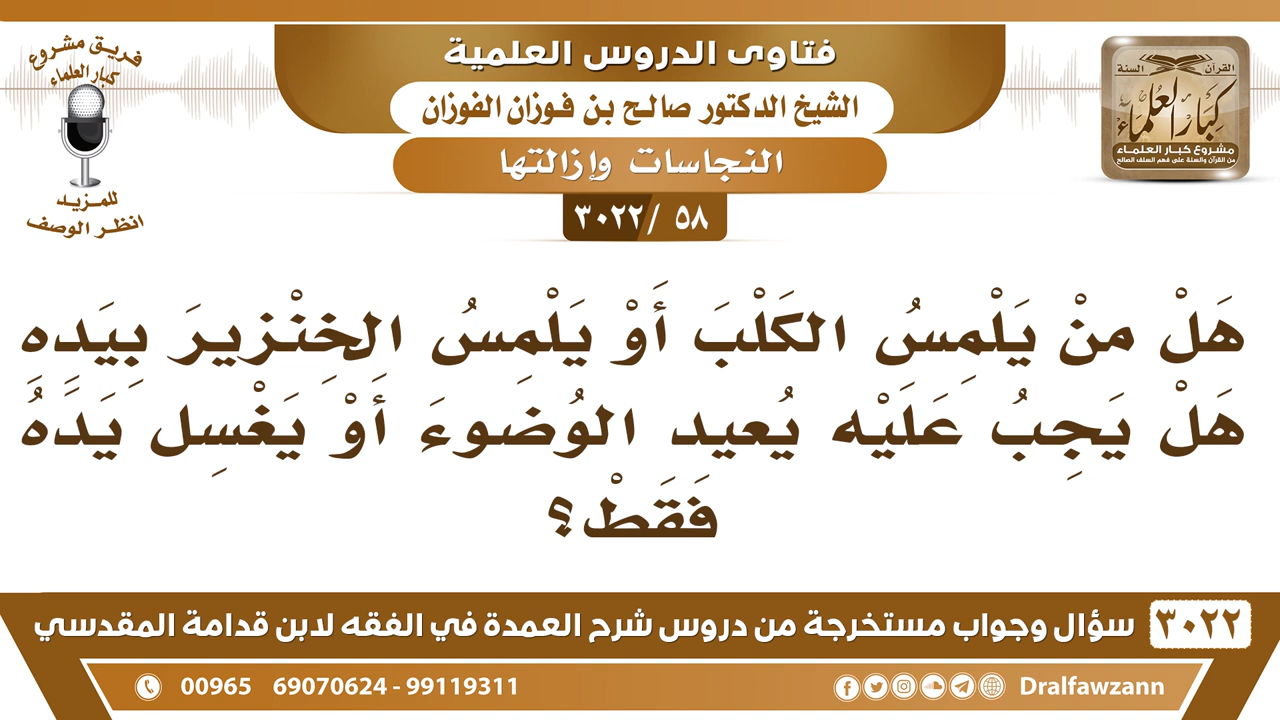 فريق مشروع
كبار العلماء
للمزيد
انظر الوصف
فتاوى الدروس العلمية
الشيخ الدكتور صالح بن فوزان الفوزان
النجاسات وإزالتها
٥٨ / ٣٠٢٢
القرآن السنة
كبار العلماء
مشروع كبار العلماء
من القرآن والسنة على فهم السلف الصالح
هَلْ مَنْ يَلْمسُ الكَلْبَ أَوْ يَلْمسُ الخِنْزيرَ بِيَده
هَلْ يَجِبُ عَلَيْه يُعيد الوُضوءَ أَوْ يَغْسِل يَدَهُ
فَقَطْ؟
٣٠٢٢ سؤال وجواب مستخرجة من دروس شرح العمدة في الفقه لابن قدامة المقدسي
00965 69070624 - 99119311
Dralfawzann